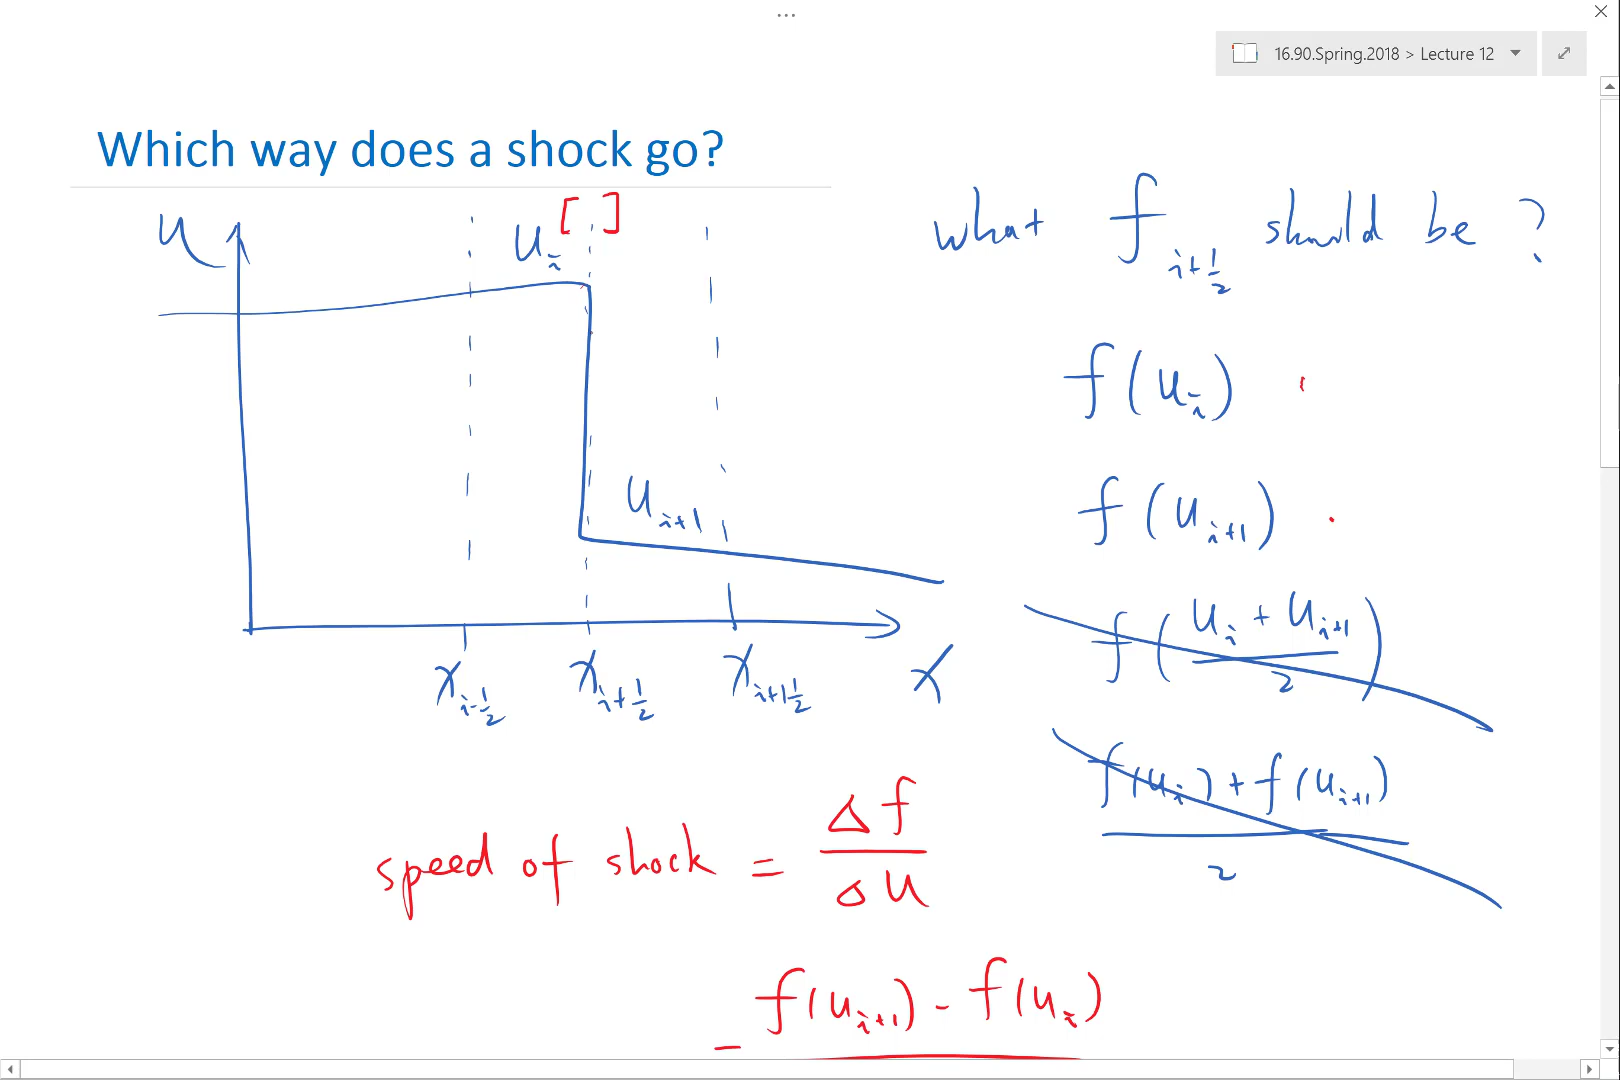 16.90.Spring.2018 > Lecture 12
Which way does a shock go?
u
u_i
[ ]
u_{i+1}
x_{i-1/2}
x_{i+1/2}
x_{i+1 1/2}
x
what f_{i+1/2} should be ?
f(u_i)
f(u_{i+1})
f((u_i + u_{i+1})/2)
(f(u_i) + f(u_{i+1}))/2
speed of shock = Δf/Δu
f(u_{i+1}) - f(u_i)